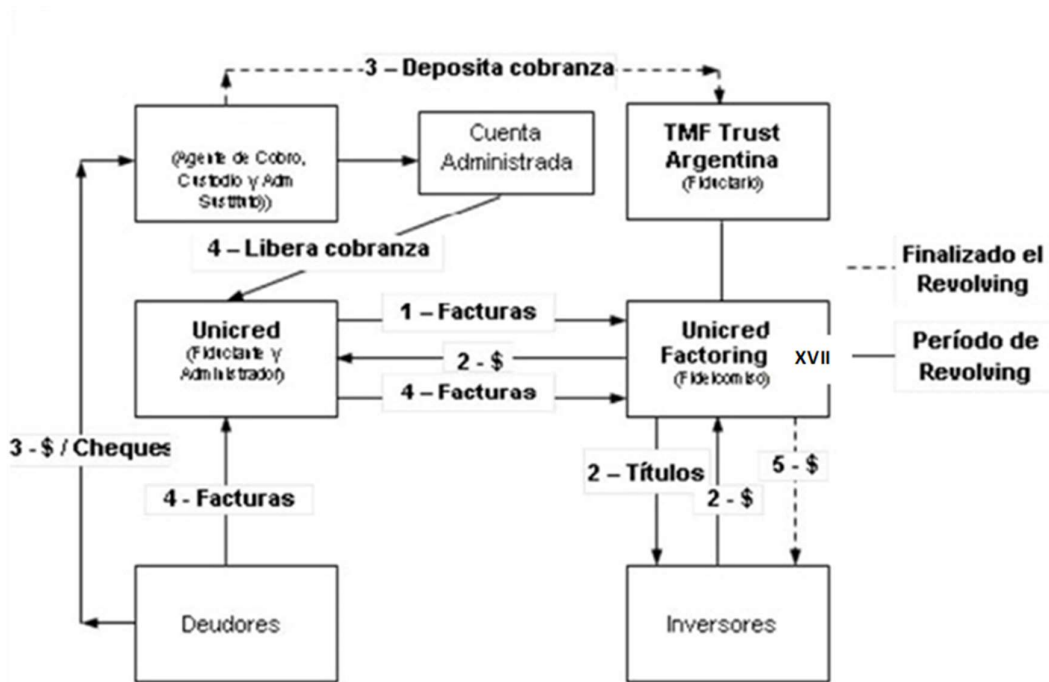 3 – Deposita cobranza
(Agente de Cobro,
Custodio y Adm
Sustituto))
Cuenta
Administrada
TMF Trust
Argentina
(Fiduciario)
4 – Libera cobranza
Finalizado el
Revolving
Unicred
(Fiduciante y
Administrador)
1 – Facturas
2 - $
4 – Facturas
Unicred
Factoring XVII
(Fideicomiso)
Período de
Revolving
3 - $ / Cheques
4 - Facturas
2 – Títulos
2 - $
5 - $
Deudores
Inversores